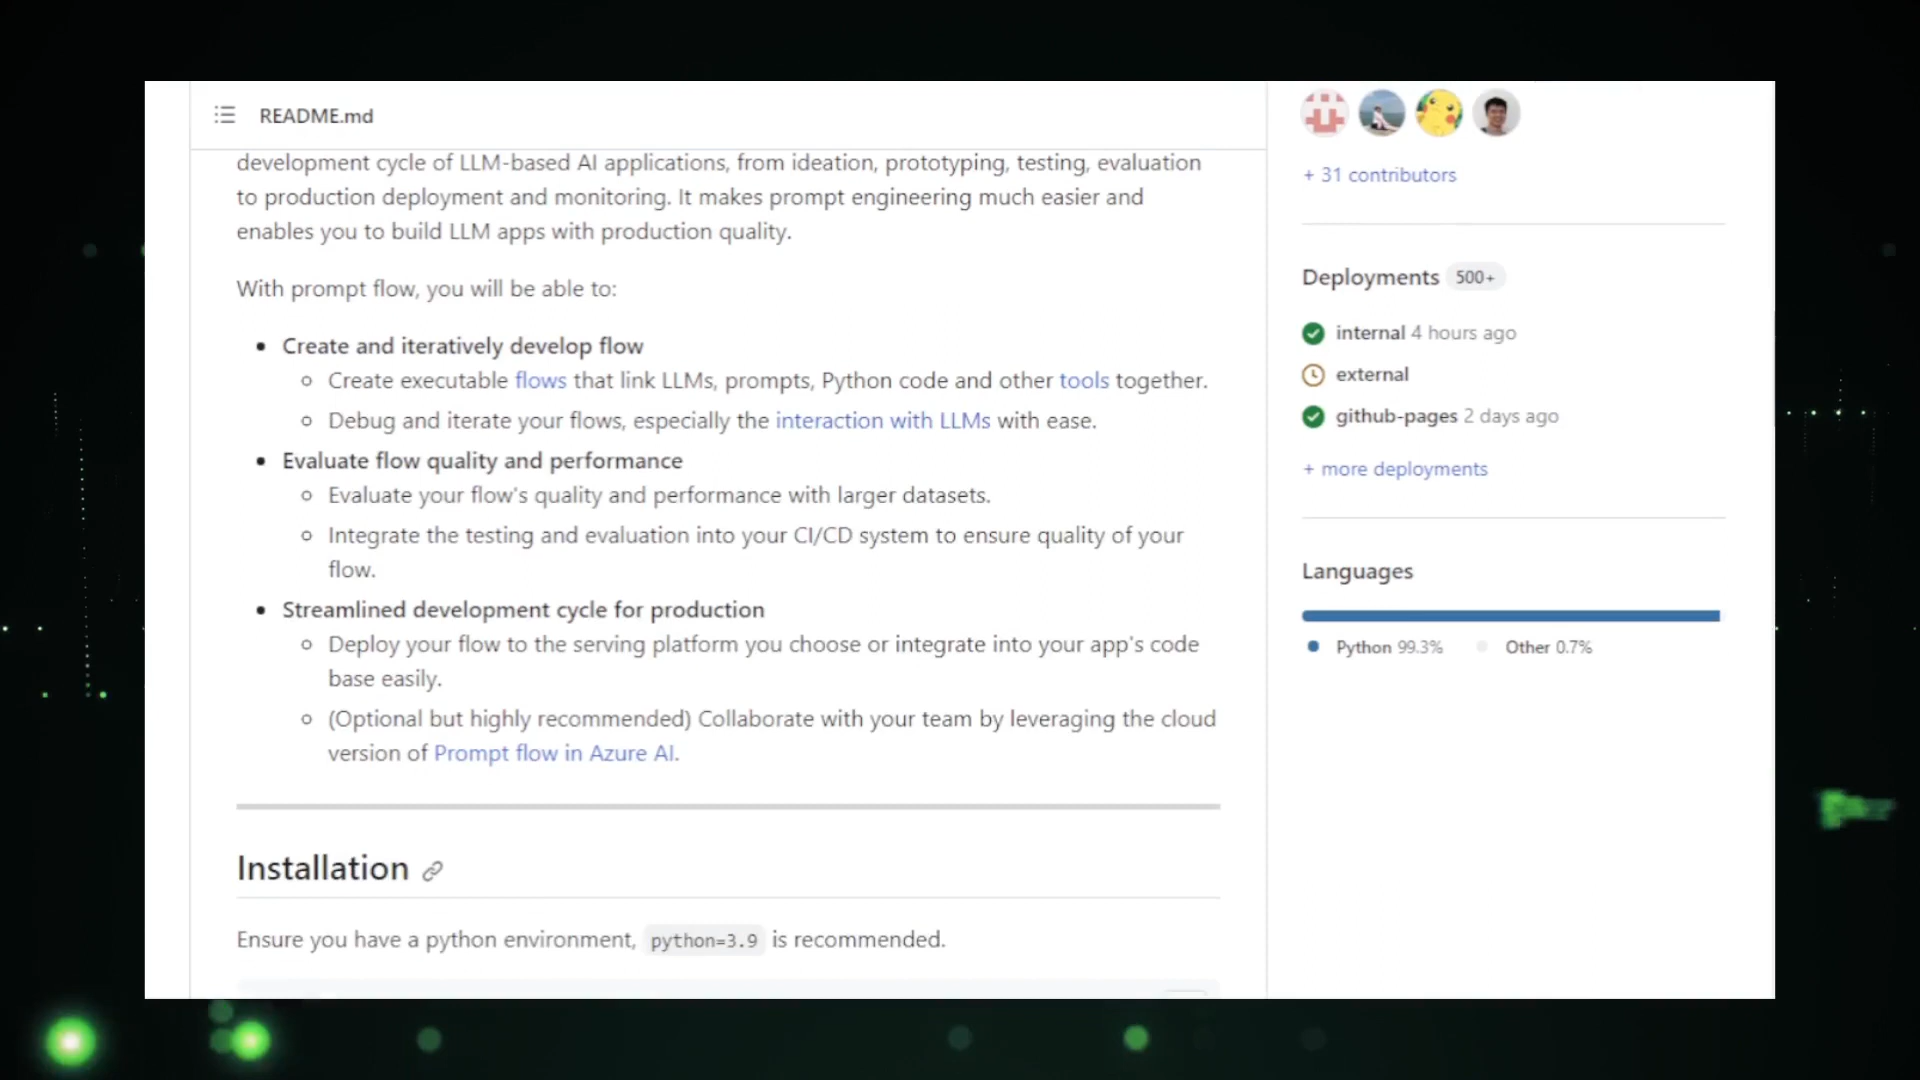 README.md
development cycle of LLM-based AI applications, from ideation, prototyping, testing, evaluation
to production deployment and monitoring. It makes prompt engineering much easier and
enables you to build LLM apps with production quality.
With prompt flow, you will be able to:
Create and iteratively develop flow
Create executable flows that link LLMs, prompts, Python code and other tools together.
Debug and iterate your flows, especially the interaction with LLMs with ease.
Evaluate flow quality and performance
Evaluate your flow's quality and performance with larger datasets.
Integrate the testing and evaluation into your CI/CD system to ensure quality of your
flow.
Streamlined development cycle for production
Deploy your flow to the serving platform you choose or integrate into your app's code
base easily.
(Optional but highly recommended) Collaborate with your team by leveraging the cloud
version of Prompt flow in Azure AI.
Installation
Ensure you have a python environment, python=3.9 is recommended.
+ 31 contributors
Deployments 500+
internal 4 hours ago
external
github-pages 2 days ago
+ more deployments
Languages
Python 99.3% Other 0.7%